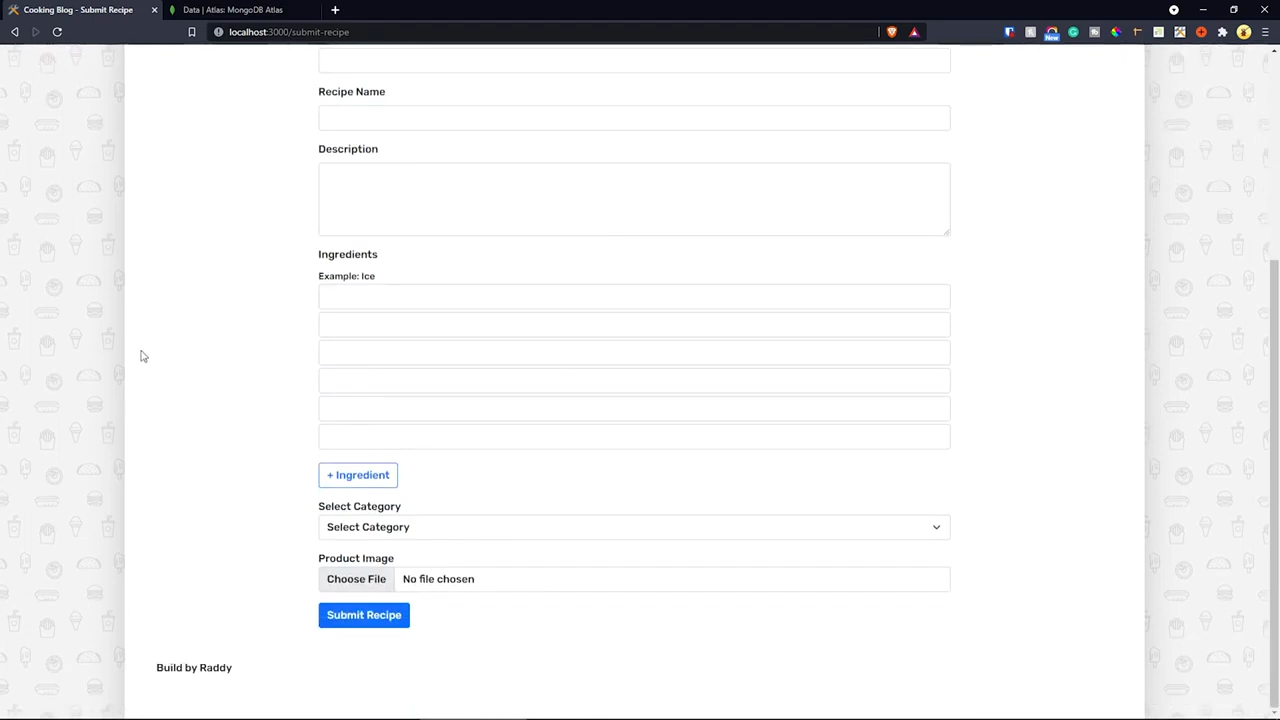 Cooking Blog - Submit Recipe
Data | Atlas: MongoDB Atlas
localhost:3000/submit-recipe
New
Recipe Name
Description
Ingredients
Example: Ice
+ Ingredient
Select Category
Select Category
Product Image
Choose File No file chosen
Submit Recipe
Build by Raddy